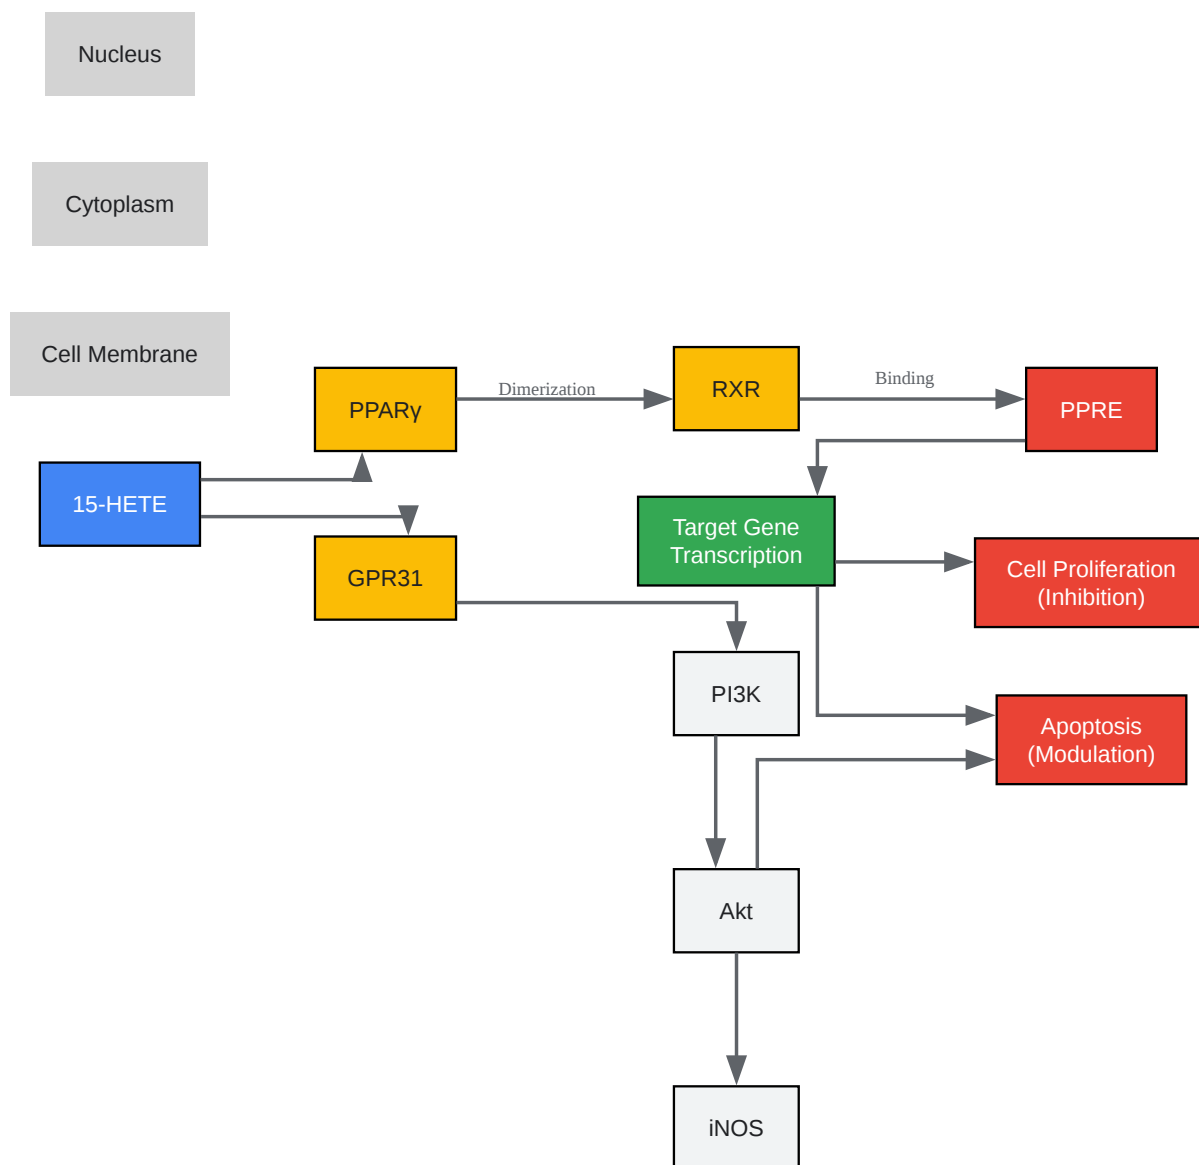 Nucleus
Cytoplasm
Cell Membrane
PPARγ
Dimerization
RXR
Binding
PPRE
15-HETE
GPR31
Target Gene
Transcription
Cell Proliferation
(Inhibition)
PI3K
Apoptosis
(Modulation)
Akt
iNOS